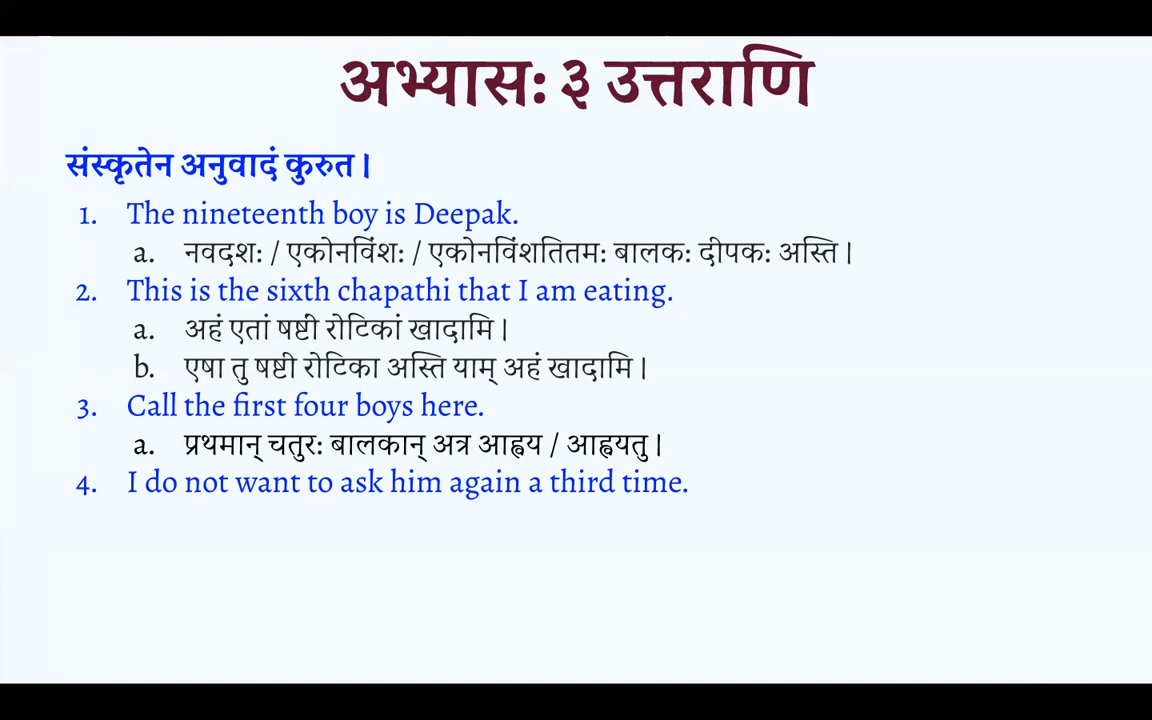 अभ्यासः ३ उत्तराणि
संस्कृतेन अनुवादं कुरुत ।
1. The nineteenth boy is Deepak.
a. नवदशः / एकोनविंशः / एकोनविंशतितमः बालकः दीपकः अस्ति ।
2. This is the sixth chapathi that I am eating.
a. अहं एतां षष्टीं रोटिकां खादामि ।
b. एषा तु षष्टी रोटिका अस्ति याम् अहं खादामि ।
3. Call the first four boys here.
a. प्रथमान् चतुरः बालकान् अत्र आह्वय / आह्वयतु ।
4. I do not want to ask him again a third time.